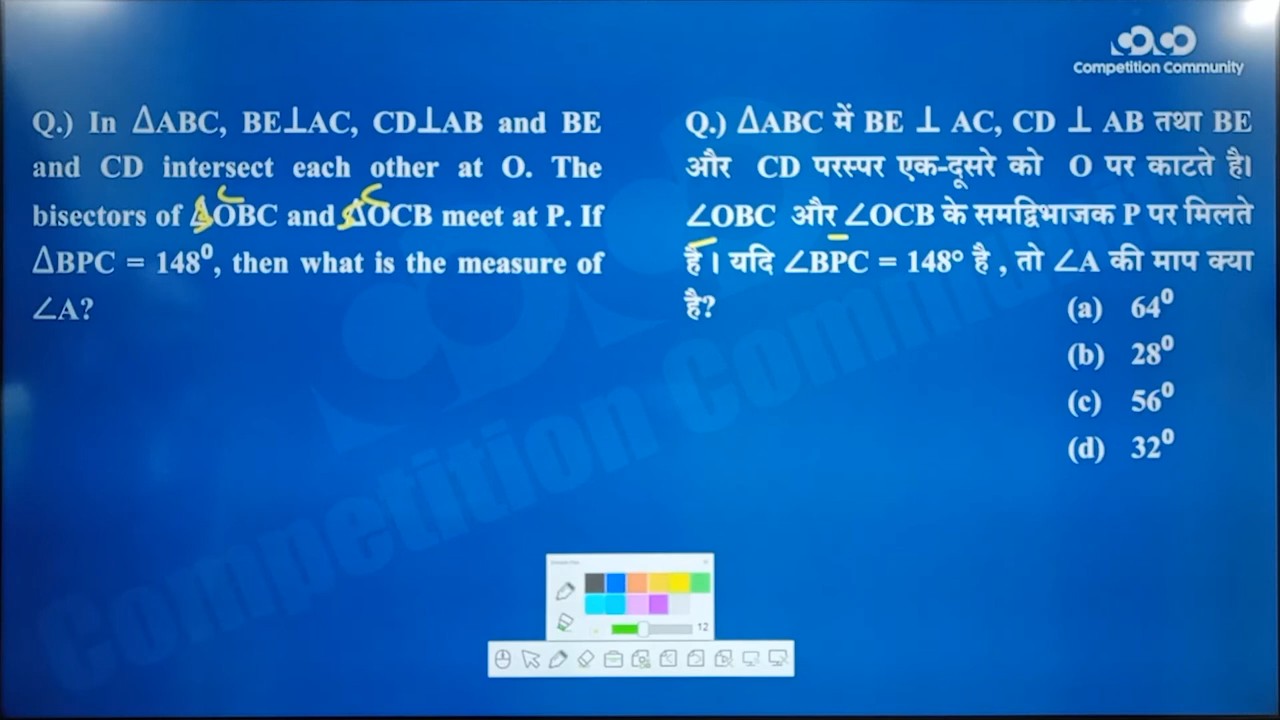 Competition Community
Q.) In ΔABC, BE⊥AC, CD⊥AB and BE
and CD intersect each other at O. The
bisectors of ΔOBC and ΔOCB meet at P. If
ΔBPC = 148⁰, then what is the measure of
∠A?
Q.) ΔABC में BE ⊥ AC, CD ⊥ AB तथा BE
और CD परस्पर एक-दूसरे को O पर काटते है।
∠OBC और ∠OCB के समद्विभाजक P पर मिलते
है। यदि ∠BPC = 148° है , तो ∠A की माप क्या
है?
(a) 64⁰
(b) 28⁰
(c) 56⁰
(d) 32⁰
Competition Community
12